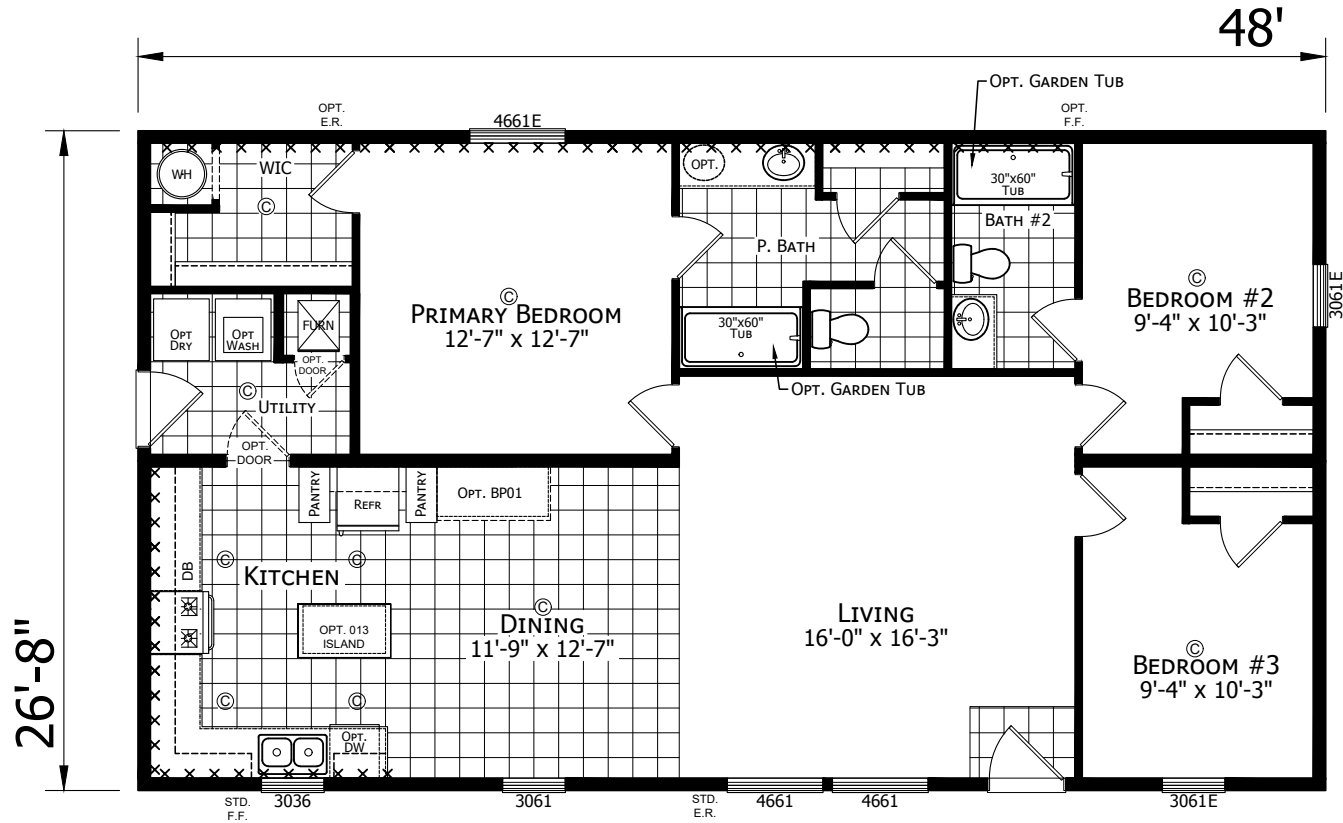 48'
OPT. GARDEN TUB
OPT.
E.R.
4661E
OPT.
F.F.
WH
WIC
©
OPT.
30"x60"
TUB
BATH #2
P. BATH
©
PRIMARY BEDROOM
12'-7" x 12'-7"
©
BEDROOM #2
9'-4" x 10'-3"
3061E
OPT
DRY
OPT
WASH
FURN
OPT.
DOOR
30"x60"
TUB
OPT. GARDEN TUB
©
UTILITY
OPT.
DOOR
PANTRY
REFR
PANTRY
OPT. BP01
DB
©
©
KITCHEN
OPT. 013
ISLAND
©
DINING
11'-9" x 12'-7"
LIVING
16'-0" x 16'-3"
©
BEDROOM #3
9'-4" x 10'-3"
26'-8"
©
©
OPT.
DW
STD.
F.F.
3036
3061
STD.
E.R.
4661
4661
3061E